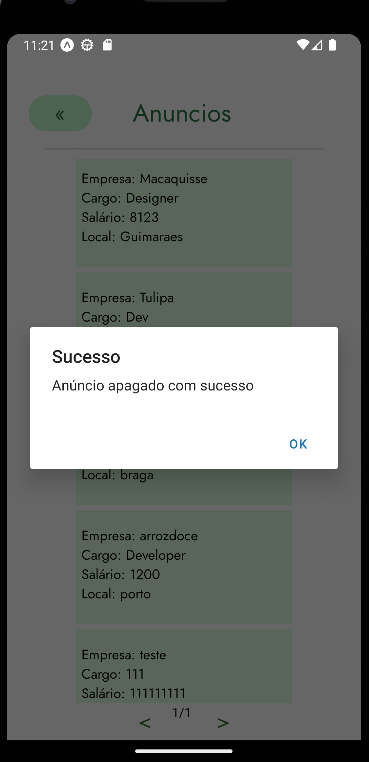 11:21
«
Anuncios
Empresa: Macaquisse
Cargo: Designer
Salário: 8123
Local: Guimaraes
Empresa: Tulipa
Cargo: Dev
Sucesso
Anúncio apagado com sucesso
OK
Local: braga
Empresa: arrozdoce
Cargo: Developer
Salário: 1200
Local: porto
Empresa: teste
Cargo: 111
Salário: 111111111
< 1/1 >